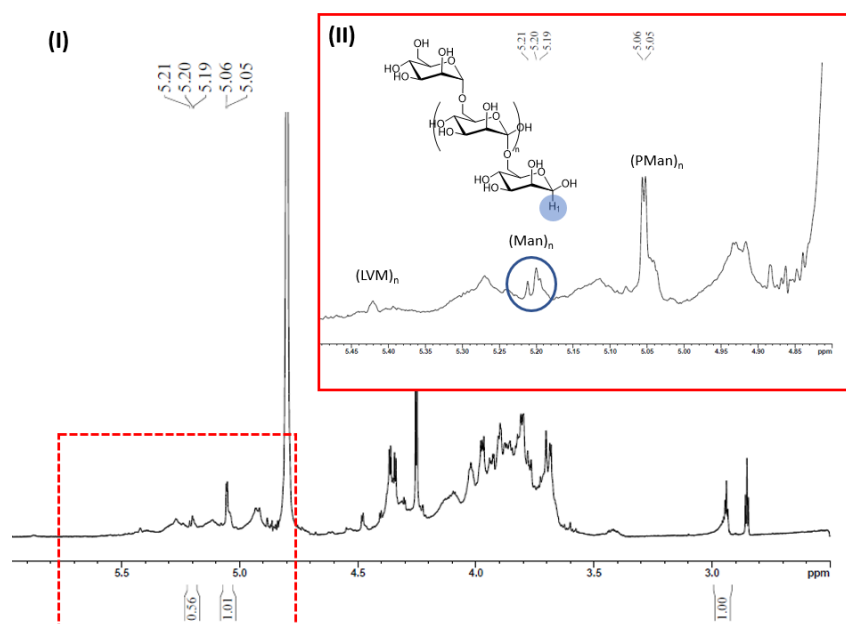 (I)
5.21
5.20
5.19
5.06
5.05
(II)
5.21
5.20
5.19
5.06
5.05
OH
OH
HO
HO
O
O
OH
HO
HO
O
OH
n
O
OH
HO
HO
O
OH
H₁
(PMan)n
(Man)n
(LVM)n
5.45 5.40 5.35 5.30 5.25 5.20 5.15 5.10 5.05 5.00 4.95 4.90 4.85 ppm
5.5 5.0 4.5 4.0 3.5 3.0 ppm
0.56 1.01 1.00